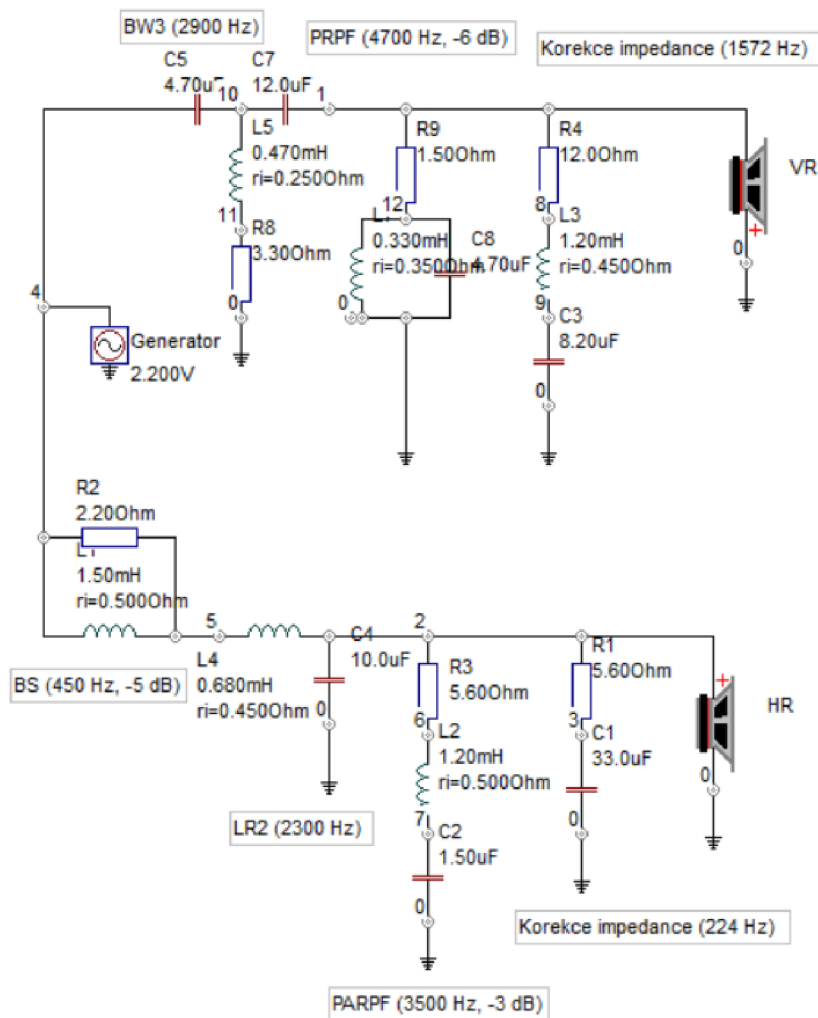 BW3 (2900 Hz)
PRPF (4700 Hz, -6 dB)
Korekce impedance (1572 Hz)
C5
4.70uF
C7
12.0uF
10
1
L5
0.470mH
ri=0.250Ohm
11
R8
3.30Ohm
0
R9
1.50Ohm
12
0.330mH
ri=0.350Ohm
0
C8
4.70uF
R4
12.0Ohm
8
L3
1.20mH
ri=0.450Ohm
9
C3
8.20uF
0
VR
+
0
4
Generator
2.200V
R2
2.20Ohm
1.50mH
ri=0.500Ohm
BS (450 Hz, -5 dB)
5
L4
0.680mH
ri=0.450Ohm
C4
10.0uF
0
LR2 (2300 Hz)
2
R3
5.60Ohm
6
L2
1.20mH
ri=0.500Ohm
7
C2
1.50uF
0
PARPF (3500 Hz, -3 dB)
R1
5.60Ohm
3
C1
33.0uF
0
Korekce impedance (224 Hz)
+
HR
0